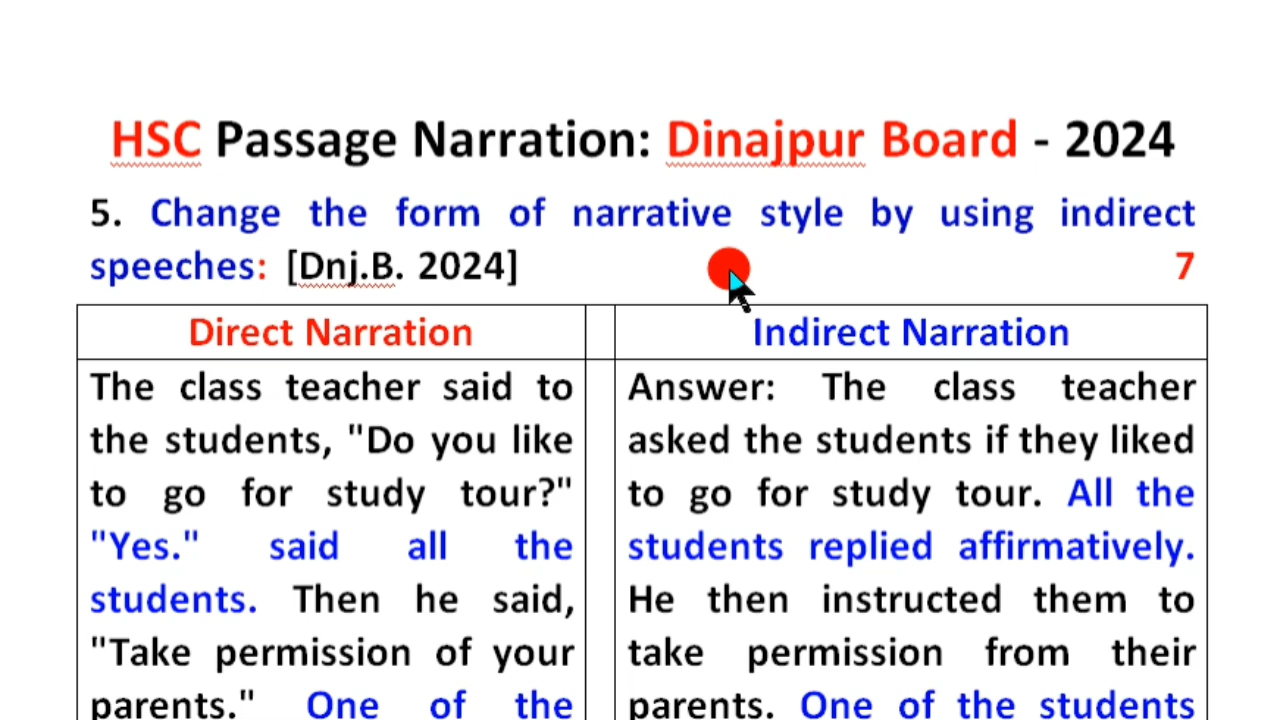 HSC Passage Narration: Dinajpur Board - 2024
5. Change the form of narrative style by using indirect
speeches: [Dnj.B. 2024] 7
Direct Narration
The class teacher said to
the students, "Do you like
to go for study tour?"
"Yes." said all the
students. Then he said,
"Take permission of your
parents." One of the
Indirect Narration
Answer: The class teacher
asked the students if they liked
to go for study tour. All the
students replied affirmatively.
He then instructed them to
take permission from their
parents. One of the students